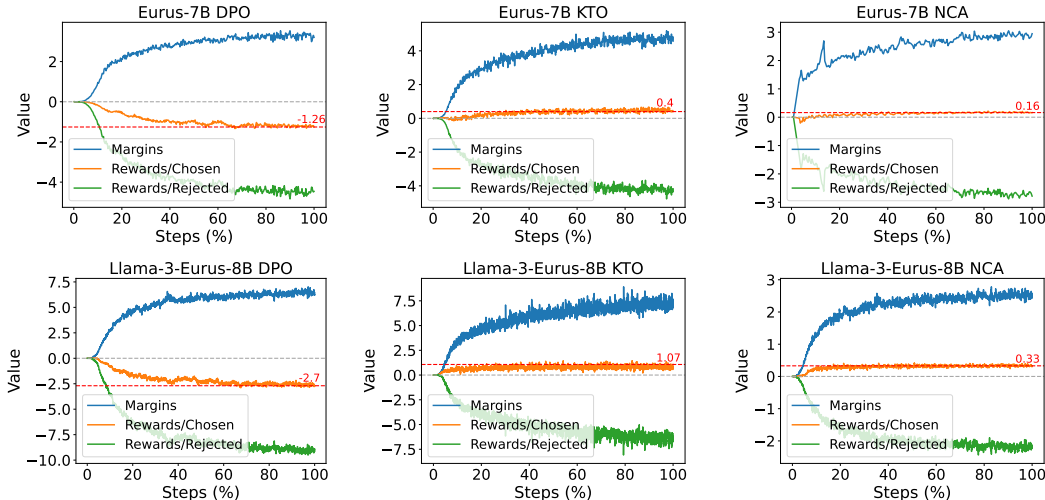 Eurus-7B DPO
Value
2
0
−2
−4
-1.26
Margins
Rewards/Chosen
Rewards/Rejected
0 20 40 60 80 100
Steps (%)
Eurus-7B KTO
Value
4
2
0
−2
−4
0.4
Margins
Rewards/Chosen
Rewards/Rejected
0 20 40 60 80 100
Steps (%)
Eurus-7B NCA
Value
3
2
1
0
−1
−2
−3
0.16
Margins
Rewards/Chosen
Rewards/Rejected
0 20 40 60 80 100
Steps (%)
Llama-3-Eurus-8B DPO
Value
7.5
5.0
2.5
0.0
−2.5
−5.0
−7.5
−10.0
-2.7
Margins
Rewards/Chosen
Rewards/Rejected
0 20 40 60 80 100
Steps (%)
Llama-3-Eurus-8B KTO
Value
7.5
5.0
2.5
0.0
−2.5
−5.0
−7.5
1.07
Margins
Rewards/Chosen
Rewards/Rejected
0 20 40 60 80 100
Steps (%)
Llama-3-Eurus-8B NCA
Value
3
2
1
0
−1
−2
0.33
Margins
Rewards/Chosen
Rewards/Rejected
0 20 40 60 80 100
Steps (%)